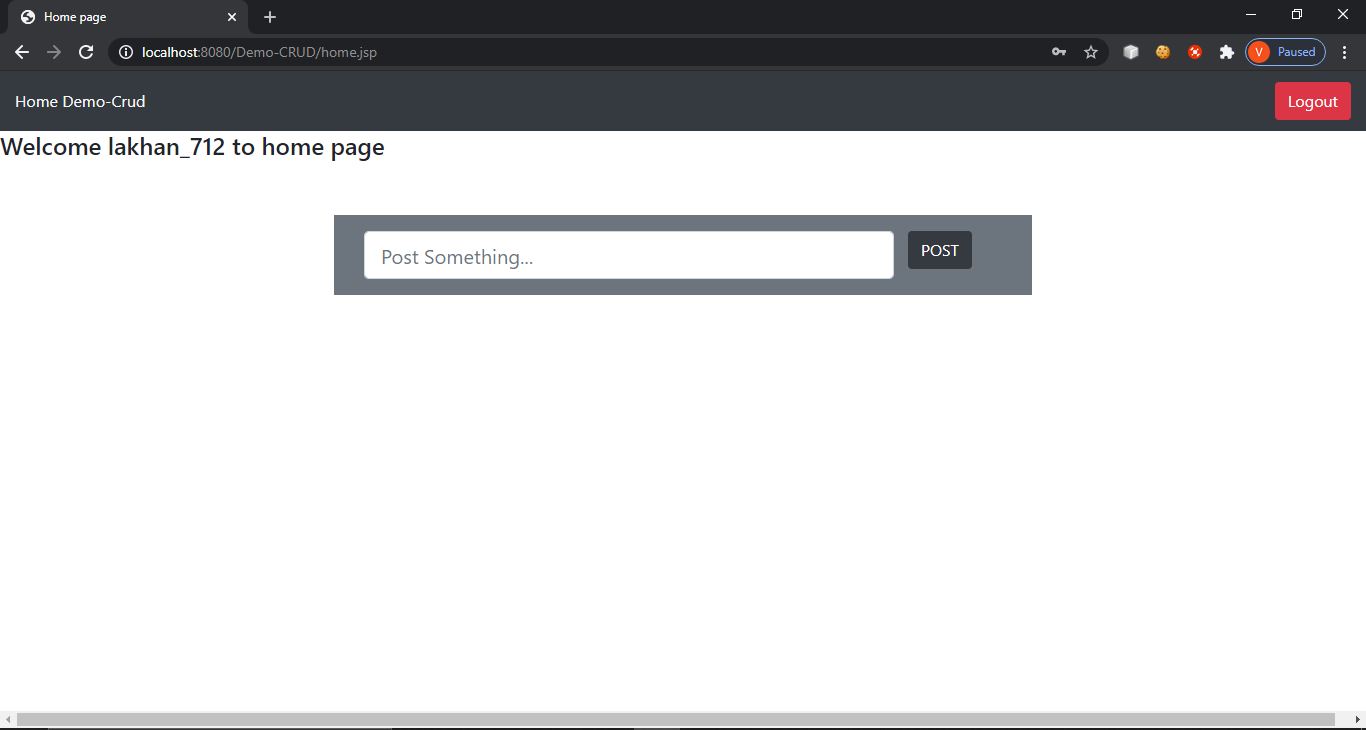 Home page
localhost:8080/Demo-CRUD/home.jsp
V Paused
Home Demo-Crud
Logout
Welcome lakhan_712 to home page
Post Something...
POST